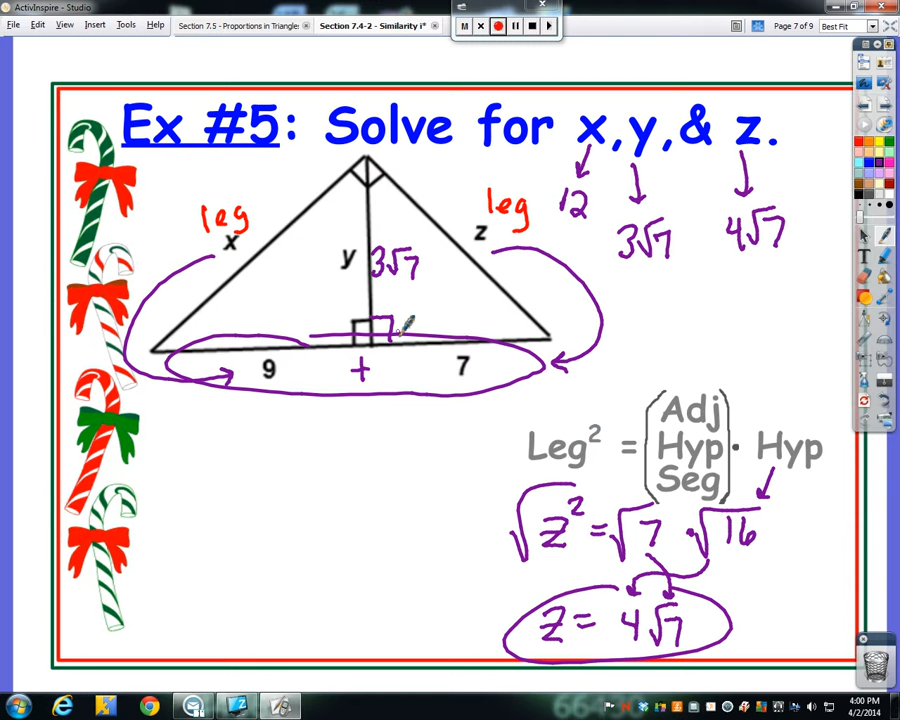 ActivInspire - Studio
File Edit View Insert Tools Help
Section 7.5 - Proportions in Triangle
Section 7.4-2 - Similarity i*
M
Page 7 of 9
Best Fit
Ex #5: Solve for x,y,& z.
12
3√7
4√7
leg
leg
x
y
3√7
z
9 + 7
Leg² = (Adj Hyp Seg) · Hyp
√z² = √7 · √16
z = 4√7
4:00 PM
4/2/2014